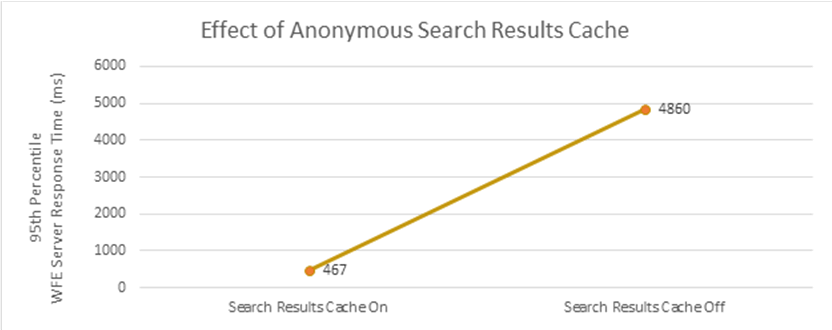 Effect of Anonymous Search Results Cache
95th Percentile
WFE Server Response Time (ms)
6000
5000
4000
3000
2000
1000
0
4860
467
Search Results Cache On
Search Results Cache Off